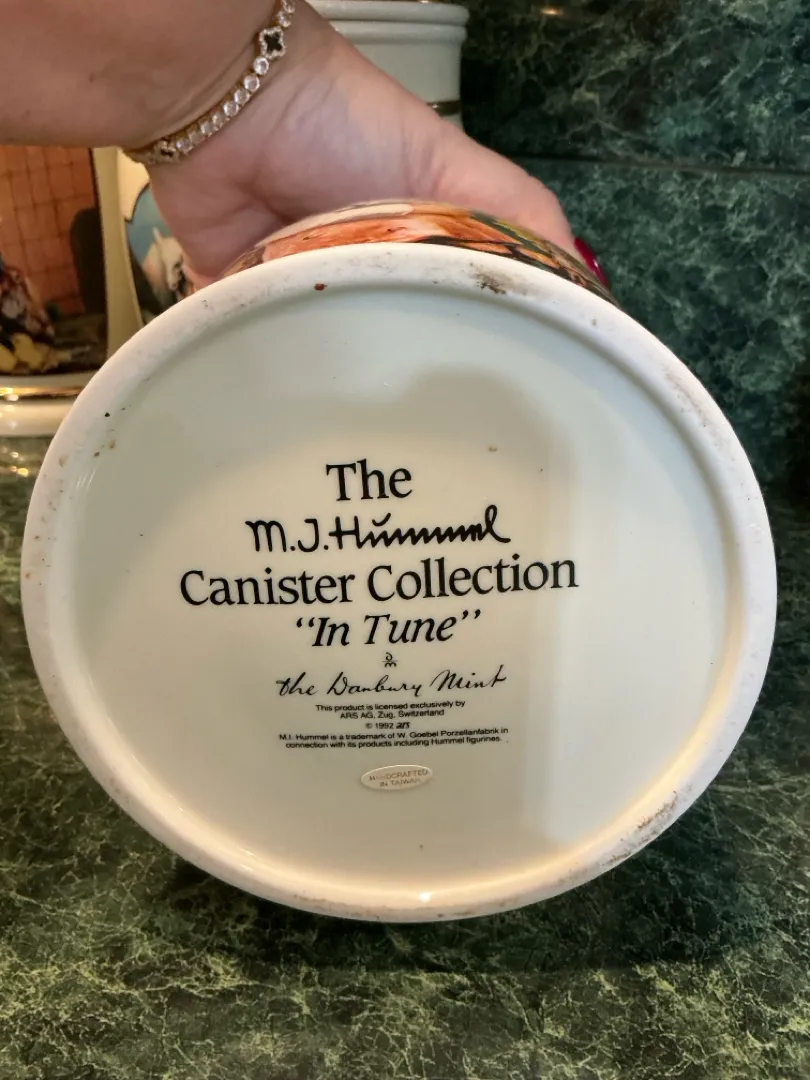 The
M.J.Hummel
Canister Collection
“In Tune”
the Danbury Mint
This product is licensed exclusively by
ARS AG, Zug, Switzerland
© 1992 ars
M.I. Hummel is a trademark of W. Goebel Porzellanfabrik in
connection with its products including Hummel figurines.
HANDCRAFTED
IN TAIWAN